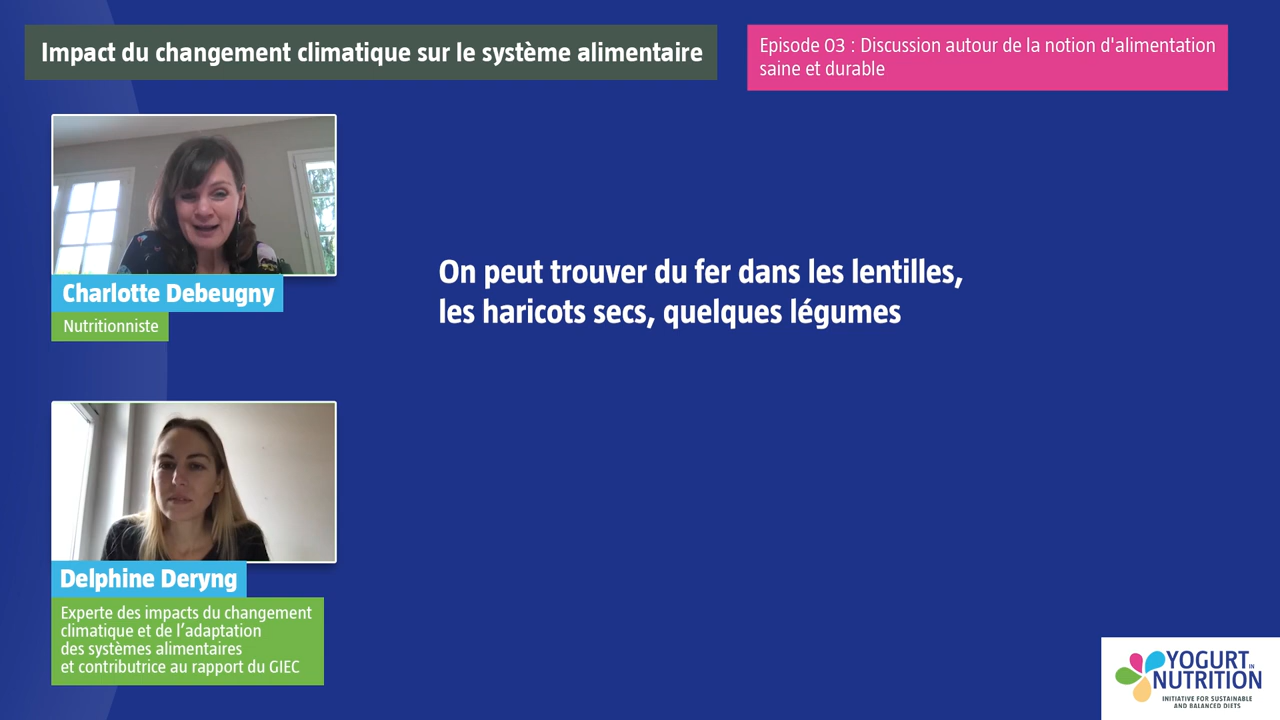 Impact du changement climatique sur le système alimentaire
Episode 03 : Discussion autour de la notion d'alimentation
saine et durable
Charlotte Debeugny
Nutritionniste
On peut trouver du fer dans les lentilles,
les haricots secs, quelques légumes
Delphine Deryng
Experte des impacts du changement
climatique et de l’adaptation
des systèmes alimentaires
et contributrice au rapport du GIEC
YOGURT IN
NUTRITION
INITIATIVE FOR SUSTAINABLE
AND BALANCED DIETS